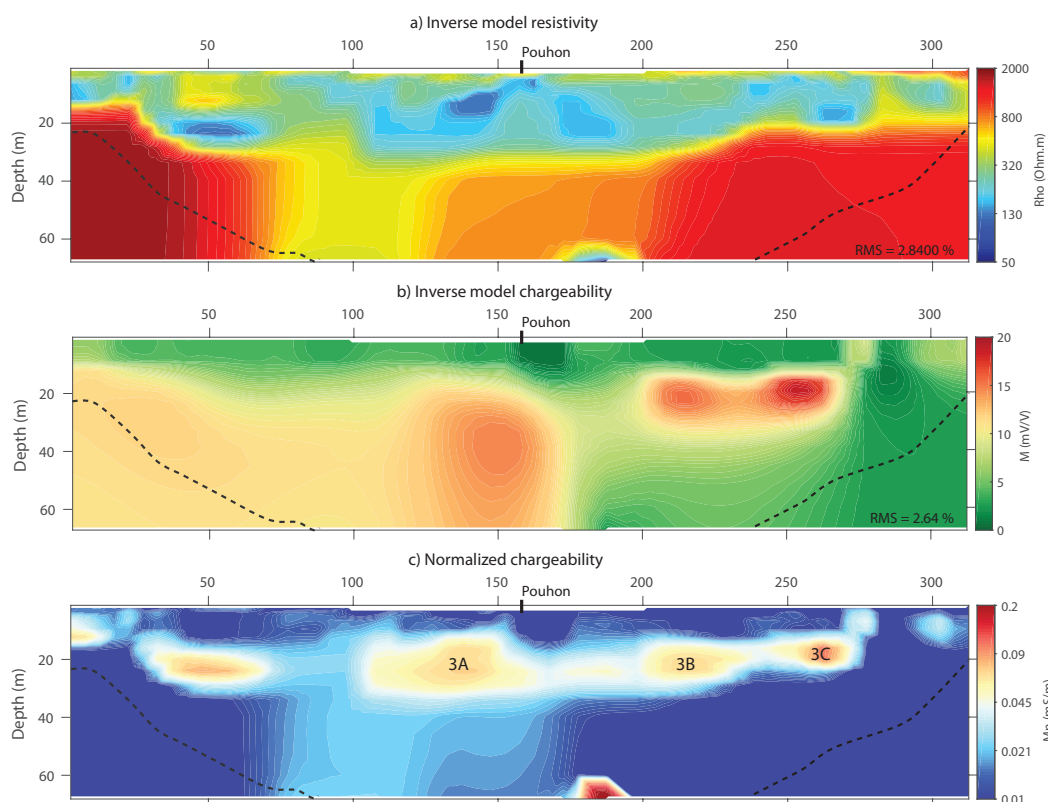 a) Inverse model resistivity
50 100 150 200 250 300
Pouhon
Depth (m)
20
40
60
RMS = 2.8400 %
2000
800
320
130
50
Rho (Ohm.m)
b) Inverse model chargeability
50 100 150 200 250 300
Pouhon
Depth (m)
20
40
60
RMS = 2.64 %
20
15
10
5
0
M (mV/V)
c) Normalized chargeability
50 100 150 200 250 300
Pouhon
Depth (m)
20
40
60
3A 3B 3C
0.2
0.09
0.045
0.021
0.01
Mn (mS/m)